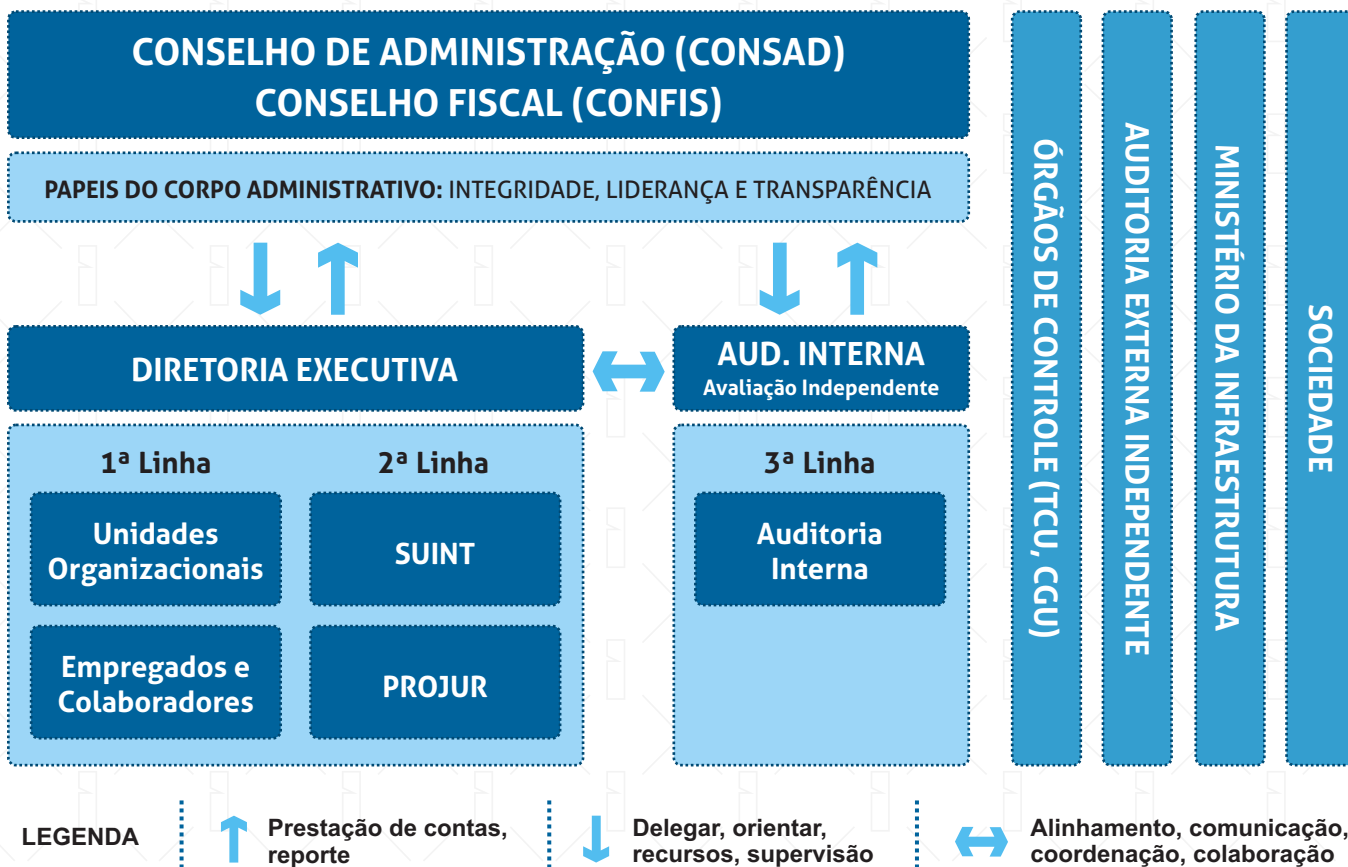 CONSELHO DE ADMINISTRAÇÃO (CONSAD)
CONSELHO FISCAL (CONFIS)
PAPEIS DO CORPO ADMINISTRATIVO: INTEGRIDADE, LIDERANÇA E TRANSPARÊNCIA
DIRETORIA EXECUTIVA
AUD. INTERNA
Avaliação Independente
1ª Linha
2ª Linha
3ª Linha
Unidades
Organizacionais
SUINT
Auditoria
Interna
Empregados e
Colaboradores
PROJUR
ÓRGÃOS DE CONTROLE (TCU, CGU)
AUDITORIA EXTERNA INDEPENDENTE
MINISTÉRIO DA INFRAESTRUTURA
SOCIEDADE
LEGENDA
Prestação de contas,
reporte
Delegar, orientar,
recursos, supervisão
Alinhamento, comunicação,
coordenação, colaboração